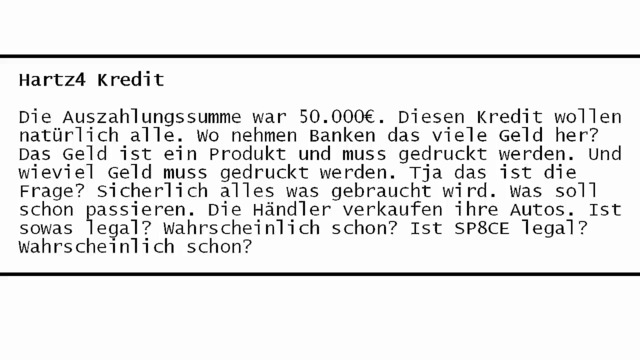 Hartz4 Kredit
Die Auszahlungssumme war 50.000€. Diesen Kredit wollen
natürlich alle. Wo nehmen Banken das viele Geld her?
Das Geld ist ein Produkt und muss gedruckt werden. Und
wieviel Geld muss gedruckt werden. Tja das ist die
Frage? Sicherlich alles was gebraucht wird. Was soll
schon passieren. Die Händler verkaufen ihre Autos. Ist
sowas legal? Wahrscheinlich schon? Ist SP8CE legal?
Wahrscheinlich schon?